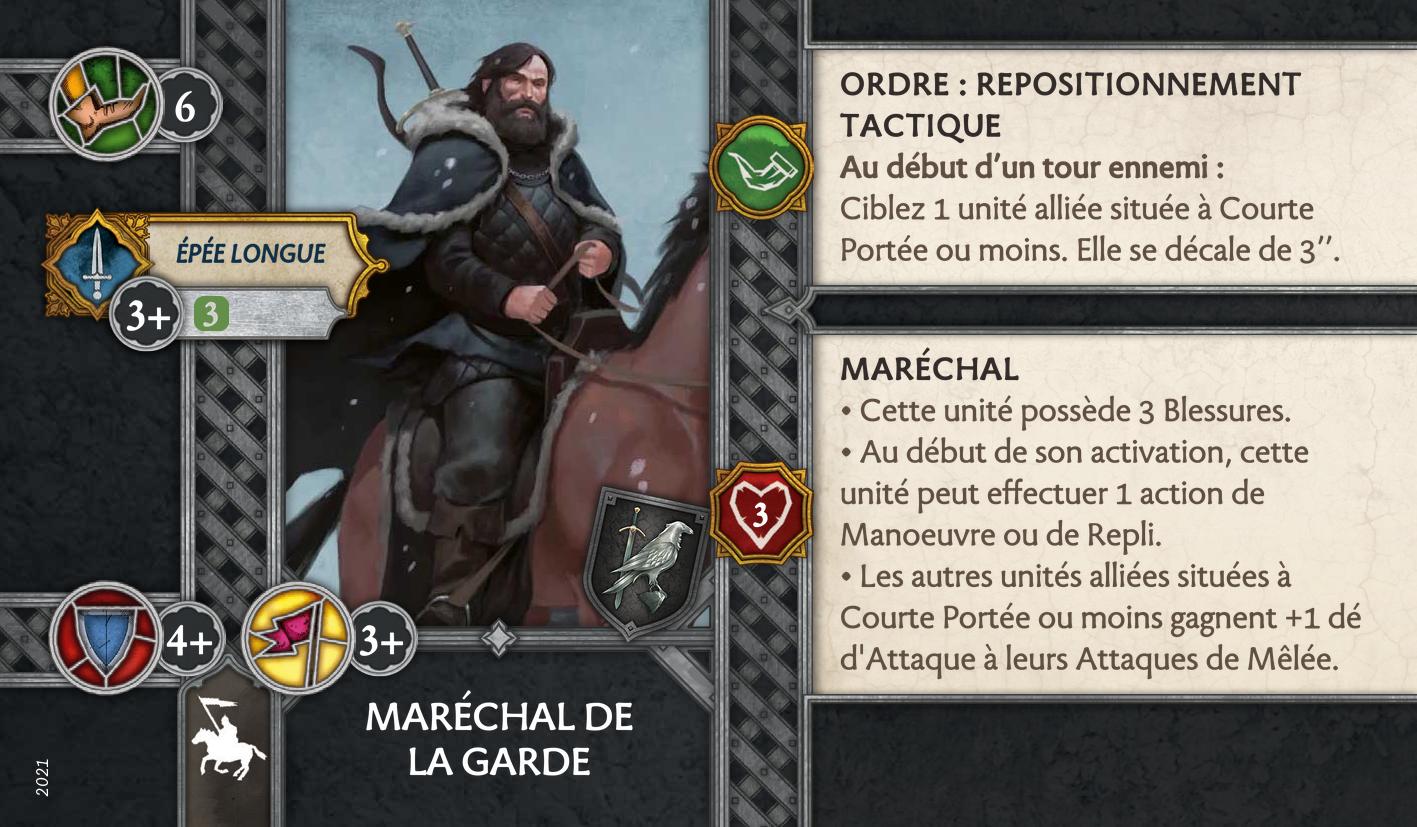 6
ÉPÉE LONGUE
3+ 3
4+ 3+
MARÉCHAL DE
LA GARDE
2021
ORDRE : REPOSITIONNEMENT
TACTIQUE
Au début d’un tour ennemi :
Ciblez 1 unité alliée située à Courte
Portée ou moins. Elle se décale de 3’’.
3
MARÉCHAL
• Cette unité possède 3 Blessures.
• Au début de son activation, cette
unité peut effectuer 1 action de
Manoeuvre ou de Repli.
• Les autres unités alliées situées à
Courte Portée ou moins gagnent +1 dé
d'Attaque à leurs Attaques de Mêlée.